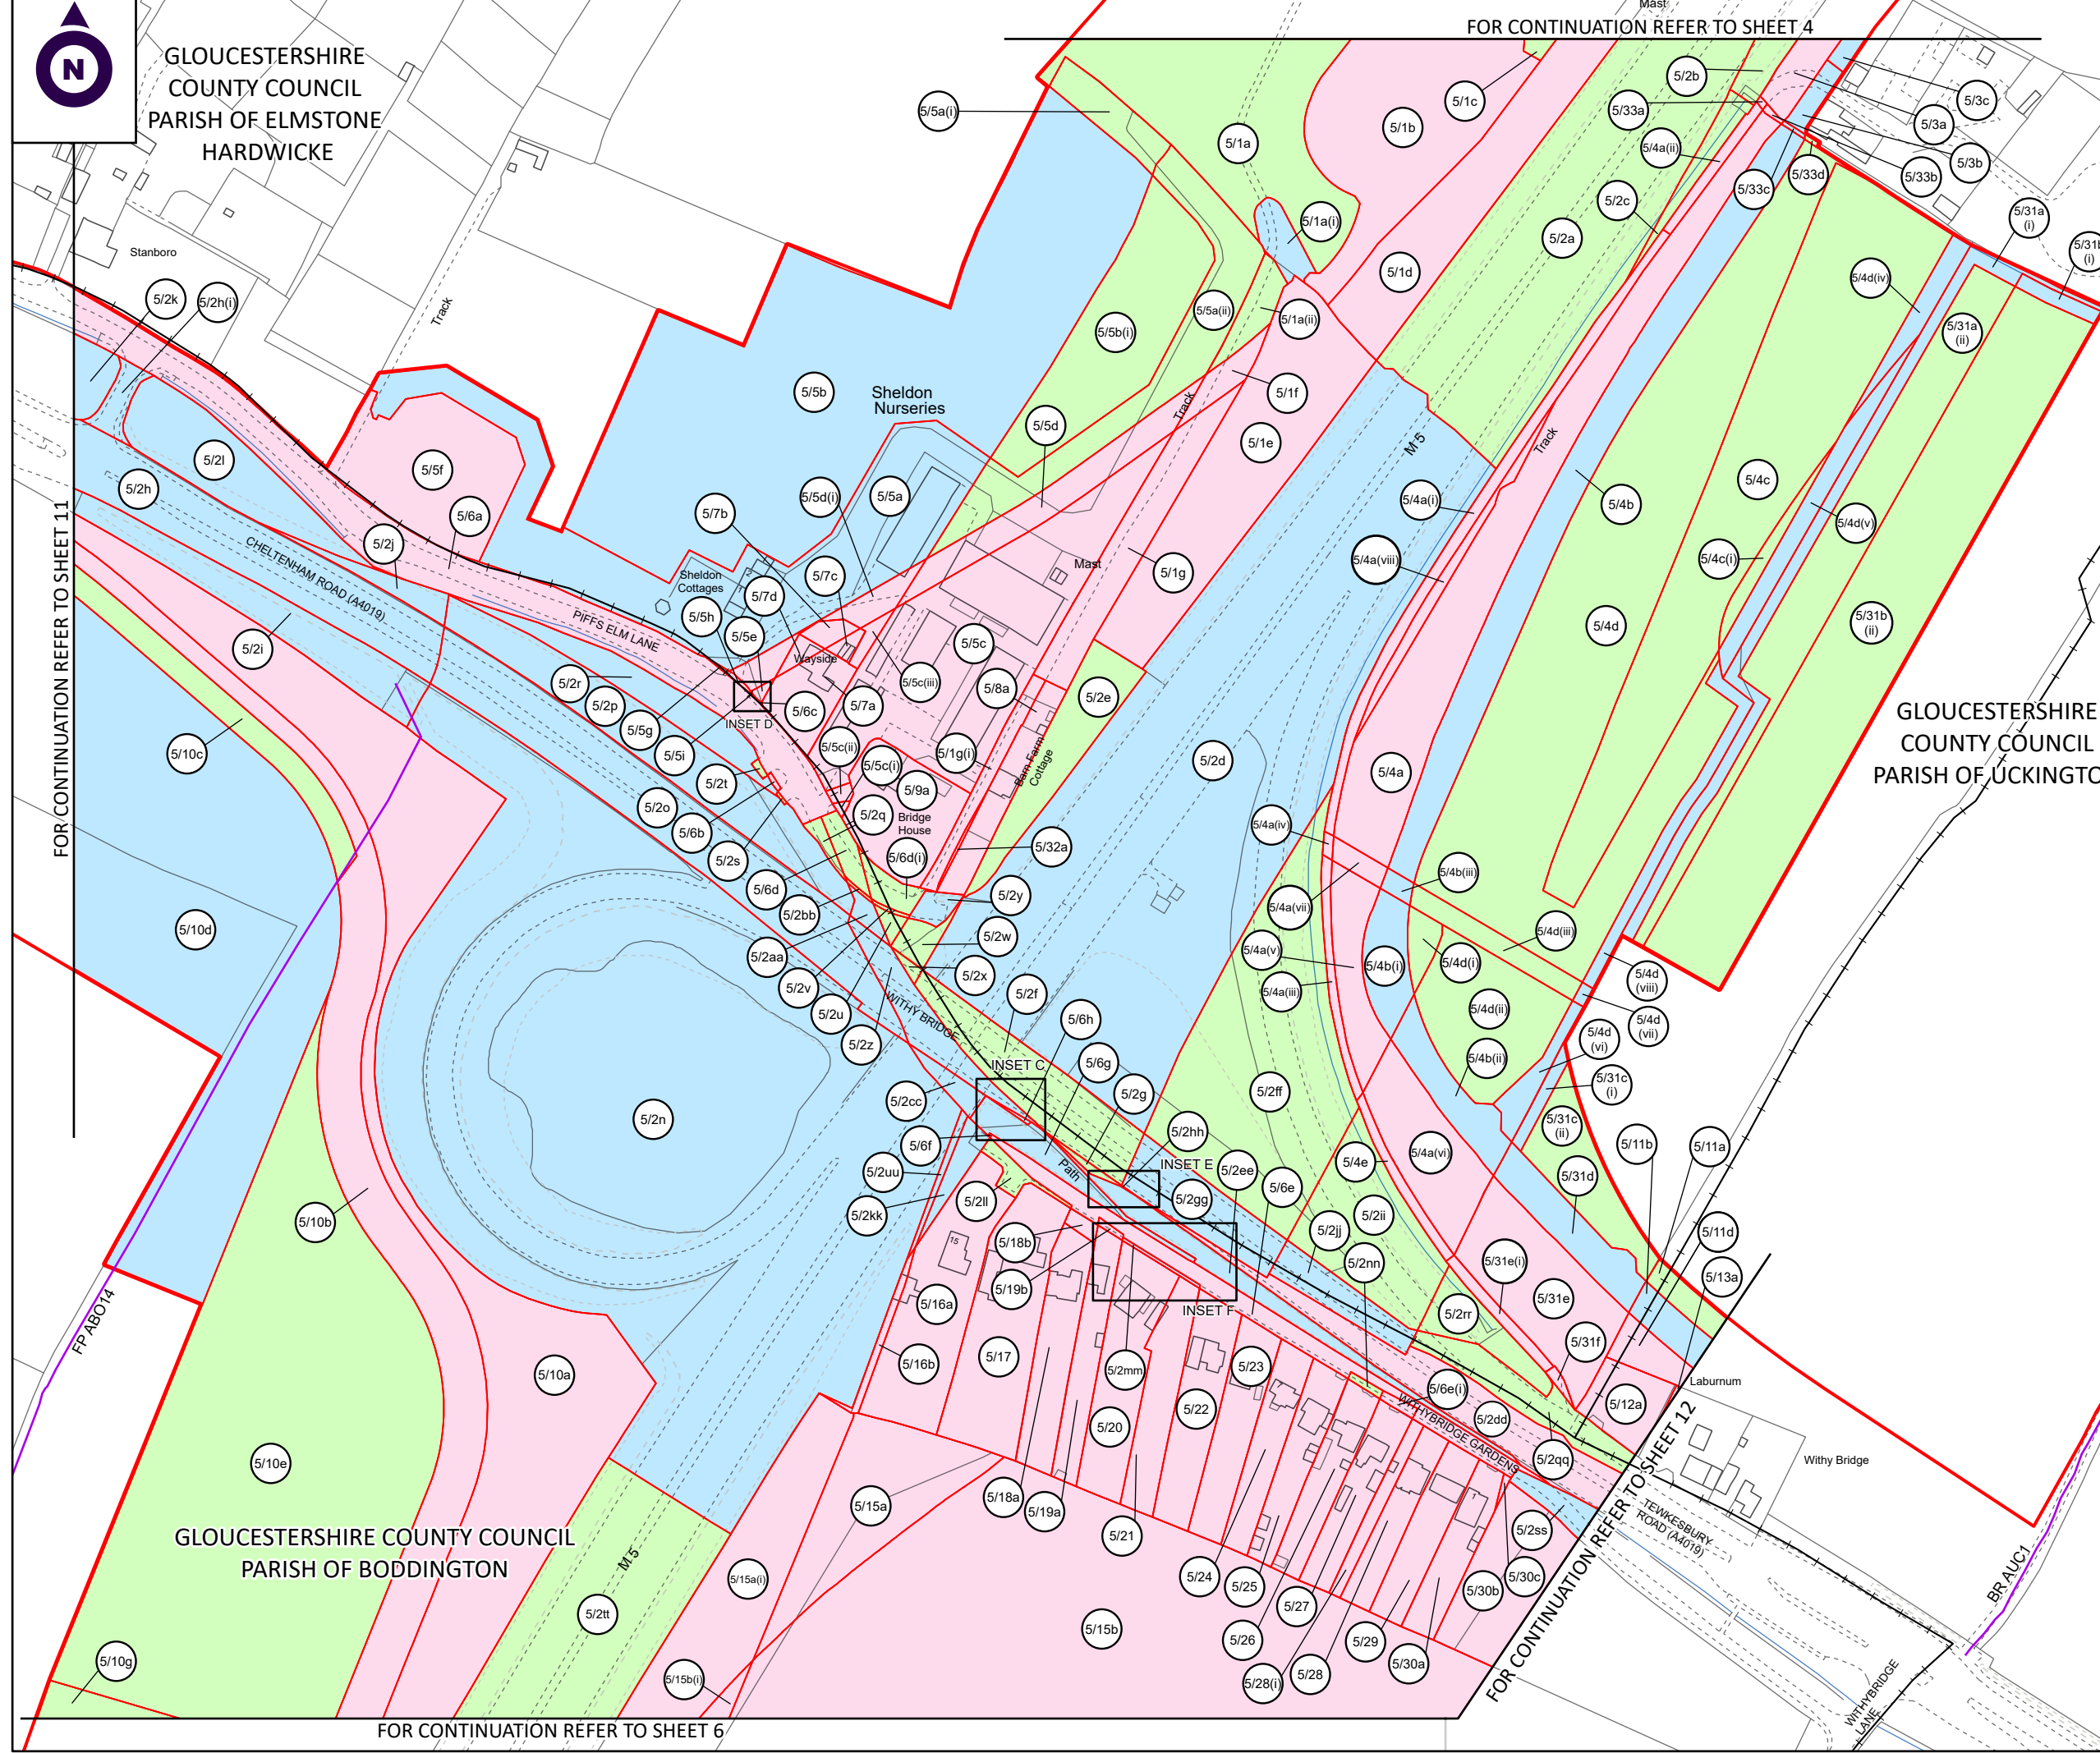 N
GLOUCESTERSHIRE
COUNTY COUNCIL
PARISH OF ELMSTONE
HARDWICKE
FOR CONTINUATION REFER TO SHEET 4
Mast
5/5a(i)
5/1a
5/1b
5/1c
5/2b
5/33a
5/4a(ii)
5/2c
5/2a
5/3c
5/3a
5/3b
5/33b
5/33d
5/33c
5/31a
(i)
5/31b
(i)
5/1a(i)
5/1d
5/4d(iv)
5/31a
(ii)
Stanboro
5/2k
5/2h(i)
Track
5/5a(ii)
5/1a(ii)
5/5b(i)
5/5b
Sheldon
Nurseries
5/1f
5/5d
Track
5/1e
M 5
Track
5/2l
5/2h
5/5f
5/6a
5/2j
5/7b
5/5d(i)
5/5a
5/4a(i)
5/4a(viii)
5/4b
5/4c
5/4c(i)
5/4d(v)
5/4d
5/31b
(ii)
FOR CONTINUATION REFER TO SHEET 11
CHELTENHAM ROAD (A4019)
PIFFS ELM LANE
Sheldon
Cottages
2
1
5/7c
5/7d
5/5h
5/5e
Mast
5/1g
5/2i
5/5c
5/8a
5/5c(iii)
Wayside
5/7a
5/6c
INSET D
5/2e
5/2r
5/2p
5/5g
5/5i
5/2t
5/2o
5/6b
5/2s
5/6d
5/2bb
5/2aa
5/2v
5/2u
5/2z
5/10c
5/5c(ii)
5/5c(i)
5/1g(i)
Barn Farm
Cottage
5/9a
5/2q
Bridge
House
5/6d(i)
5/32a
5/2d
5/4a
GLOUCESTERSHIRE
COUNTY COUNCIL
PARISH OF UCKINGTO
5/10d
5/2y
5/2w
5/2x
5/2f
WITHY BRIDGE
5/4a(iv)
5/4a(vii)
5/4a(v)
5/4a(iii)
5/4b(iii)
5/4b(i)
5/4d(i)
5/4d(iii)
5/4d(ii)
5/4b(ii)
5/4d
(viii)
5/4d
(vii)
5/4d
(vi)
5/31c
(i)
5/31c
(ii)
5/31d
5/11b
5/11a
5/11d
5/13a
INSET C
5/6h
5/6g
5/2g
5/2cc
5/6f
5/2uu
5/2kk
5/2ll
Path
5/2hh
INSET E
5/2gg
5/2ee
5/6e
5/2ff
5/4e
5/4a(vi)
5/2ii
5/2jj
5/2nn
5/31e(i)
5/31e
5/31f
5/2rr
5/2n
5/10b
FP ABO14
15
5/18b
5/19b
INSET F
5/16a
5/16b
5/17
5/2mm
5/20
5/22
5/23
5/6e(i)
5/2dd
WITHYBRIDGE GARDENS
5/2qq
5/12a
Laburnum
Withy Bridge
TEWKESBURY
ROAD (A4019)
FOR CONTINUATION REFER TO SHEET 12
5/10a
5/10e
5/15a
5/18a
5/19a
5/21
5/24
5/25
5/26
5/27
5/28(i)
5/28
5/29
5/30a
5/30b
5/30c
5/2ss
1
GLOUCESTERSHIRE COUNTY COUNCIL
PARISH OF BODDINGTON
M 5
5/15a(i)
5/2tt
5/15b
5/15b(i)
5/10g
BR AUC1
WITHYBRIDGE
LANE
FOR CONTINUATION REFER TO SHEET 6